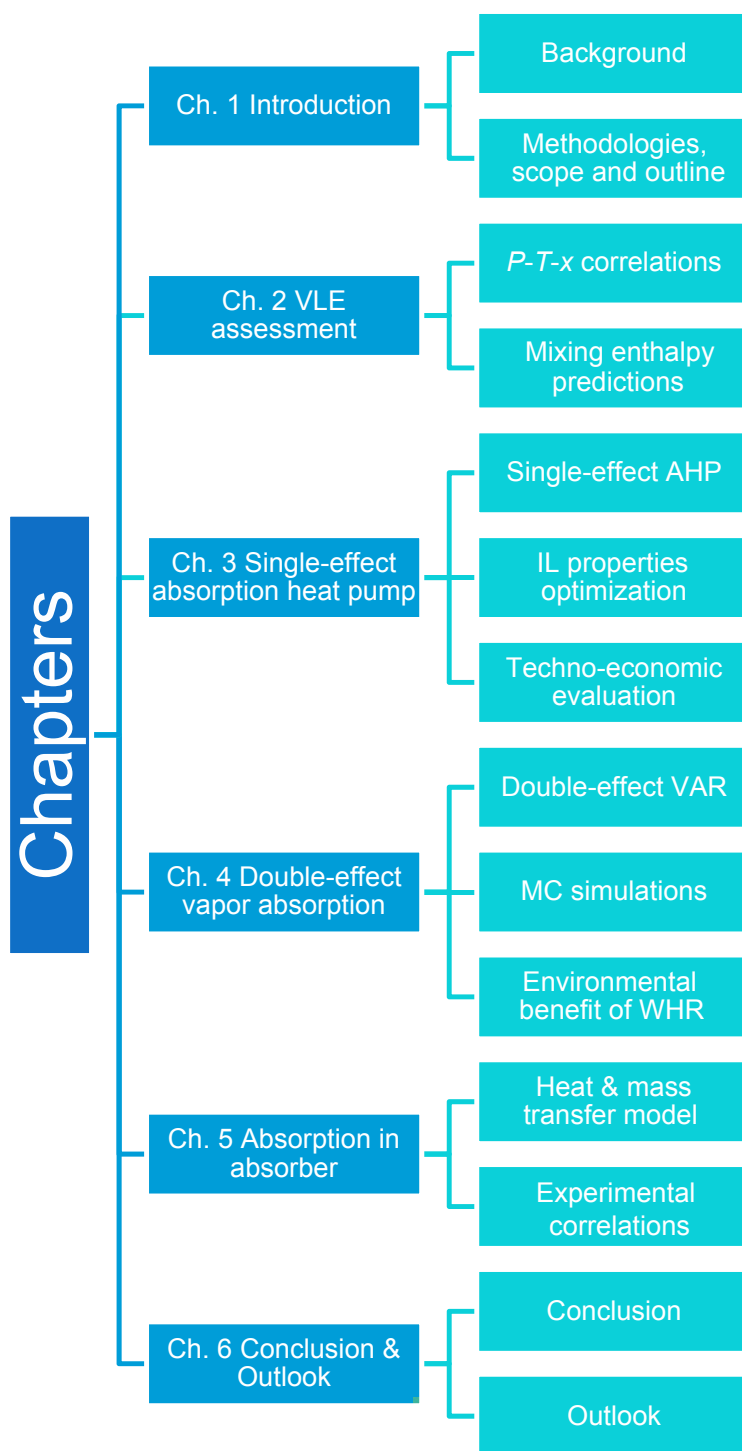 Chapters
Ch. 1 Introduction
Background
Methodologies,
scope and outline
Ch. 2 VLE
assessment
P-T-x correlations
Mixing enthalpy
predictions
Ch. 3 Single-effect
absorption heat pump
Single-effect AHP
IL properties
optimization
Techno-economic
evaluation
Ch. 4 Double-effect
vapor absorption
Double-effect VAR
MC simulations
Environmental
benefit of WHR
Ch. 5 Absorption in
absorber
Heat & mass
transfer model
Experimental
correlations
Ch. 6 Conclusion &
Outlook
Conclusion
Outlook